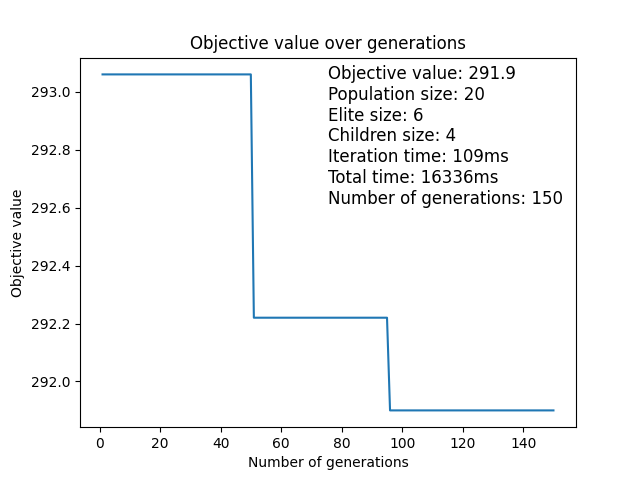 Objective value over generations
Objective value: 291.9
Population size: 20
Elite size: 6
Children size: 4
Iteration time: 109ms
Total time: 16336ms
Number of generations: 150
Objective value
293.0
292.8
292.6
292.4
292.2
292.0
0 20 40 60 80 100 120 140
Number of generations